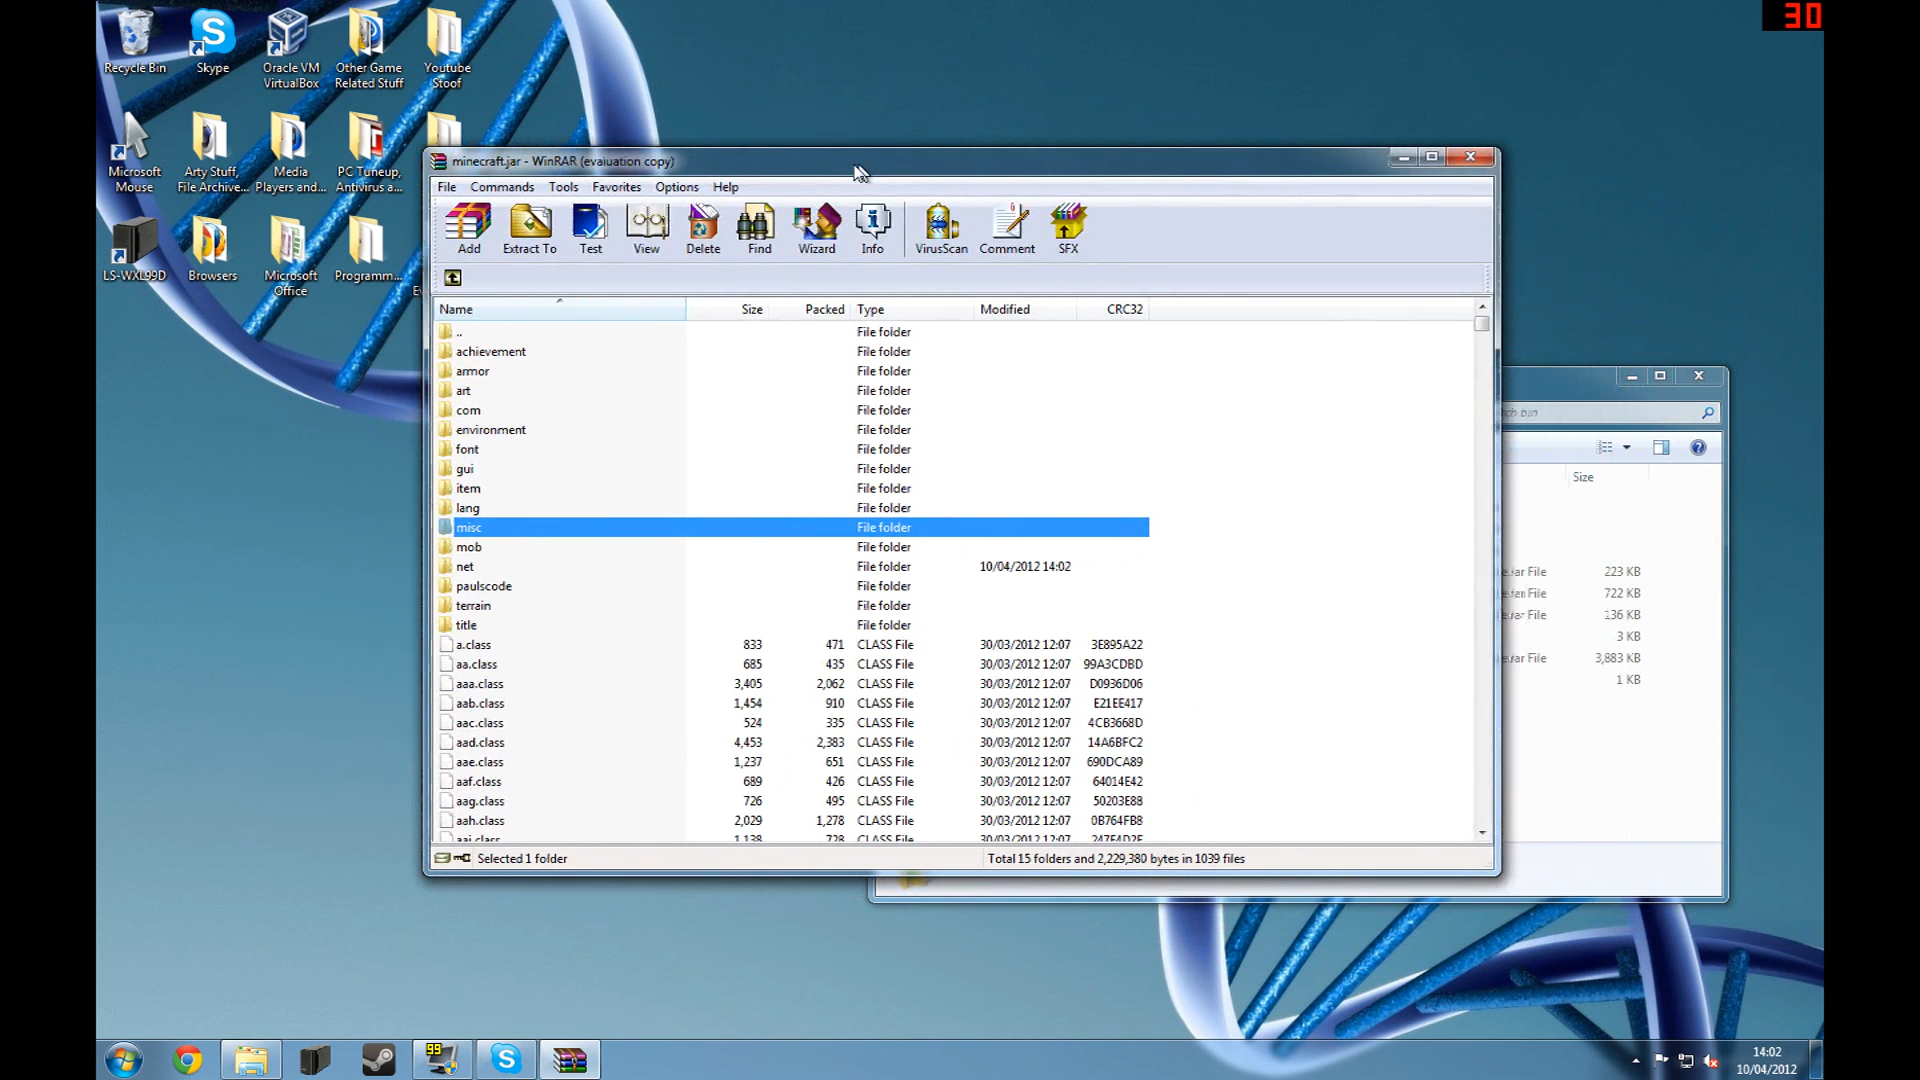 30
Recycle Bin
Skype
Oracle VM VirtualBox
Other Game Related Stuff
Youtube Stoof
Microsoft Mouse
Arty Stuff, File Archive...
Media Players and...
PC Tuneup, Antivirus a...
LS-WXL99D
Browsers
Microsoft Office
Programm...
minecraft.jar - WinRAR (evaluation copy)
File Commands Tools Favorites Options Help
Add Extract To Test View Delete Find Wizard Info VirusScan Comment SFX
Name Size Packed Type Modified CRC32
.. File folder
achievement File folder
armor File folder
art File folder
com File folder
environment File folder
font File folder
gui File folder
item File folder
lang File folder
misc File folder
mob File folder
net File folder 10/04/2012 14:02
paulscode File folder
terrain File folder
title File folder
a.class 833 471 CLASS File 30/03/2012 12:07 3E895A22
aa.class 685 435 CLASS File 30/03/2012 12:07 99A3CDBD
aaa.class 3,405 2,062 CLASS File 30/03/2012 12:07 D0936D06
aab.class 1,454 910 CLASS File 30/03/2012 12:07 E21EE417
aac.class 524 335 CLASS File 30/03/2012 12:07 4CB3668D
aad.class 4,453 2,383 CLASS File 30/03/2012 12:07 14A6BFC2
aae.class 1,237 651 CLASS File 30/03/2012 12:07 690DCA89
aaf.class 689 426 CLASS File 30/03/2012 12:07 64014E42
aag.class 726 495 CLASS File 30/03/2012 12:07 50203E88
aah.class 2,029 1,278 CLASS File 30/03/2012 12:07 0B764FB8
Selected 1 folder
Total 15 folders and 2,229,380 bytes in 1039 files
bin
Size
File 223 KB
File 722 KB
File 136 KB
3 KB
File 3,883 KB
1 KB
99
14:02
10/04/2012